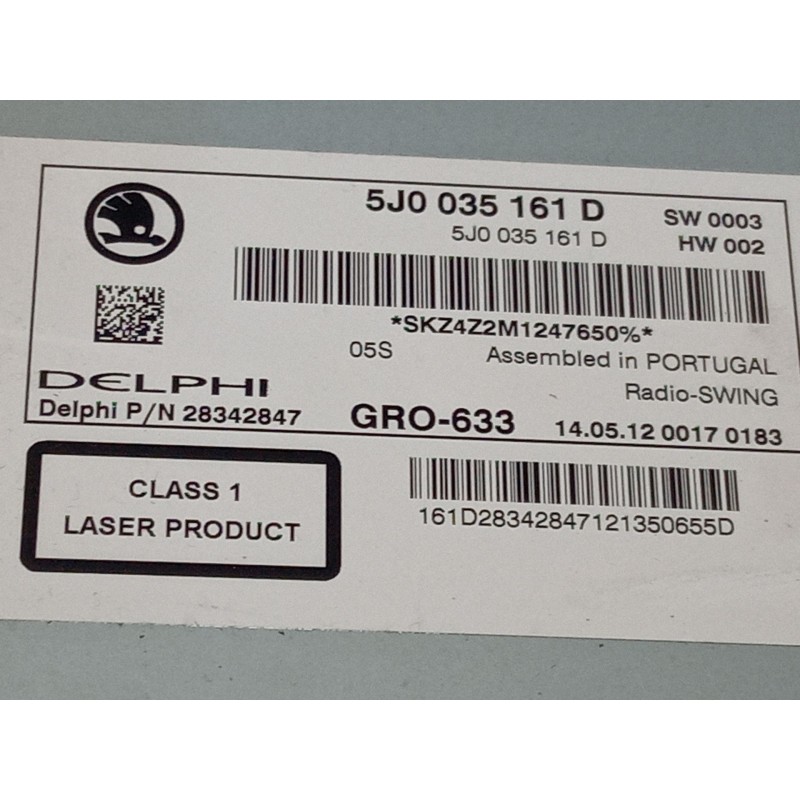 5J0 035 161 D
SW 0003
5J0 035 161 D
HW 002
*SKZ4Z2M1247650%*
05S
Assembled in PORTUGAL
DELPHI
Radio-SWING
Delphi P/N 28342847
GRO-633
14.05.12 0017 0183
CLASS 1
LASER PRODUCT
161D28342847121350655D